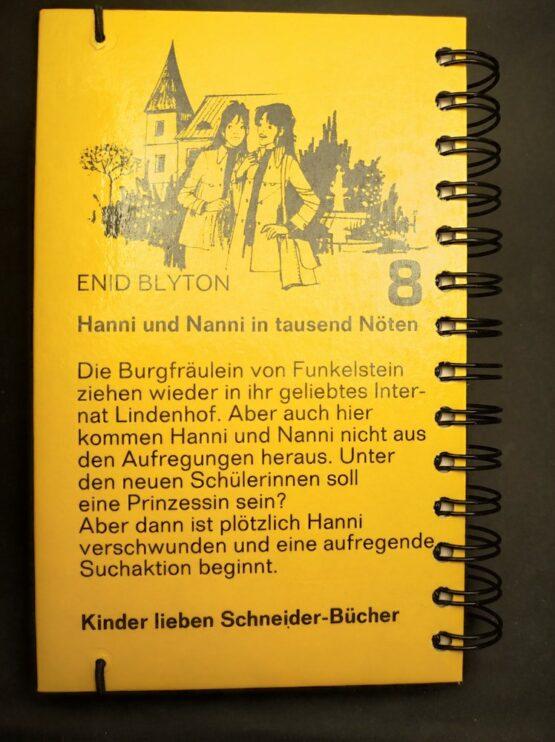 ENID BLYTON
8
Hanni und Nanni in tausend Nöten
Die Burgfräulein von Funkelstein
ziehen wieder in ihr geliebtes Inter-
nat Lindenhof. Aber auch hier
kommen Hanni und Nanni nicht aus
den Aufregungen heraus. Unter
den neuen Schülerinnen soll
eine Prinzessin sein?
Aber dann ist plötzlich Hanni
verschwunden und eine aufregende
Suchaktion beginnt.
Kinder lieben Schneider-Bücher